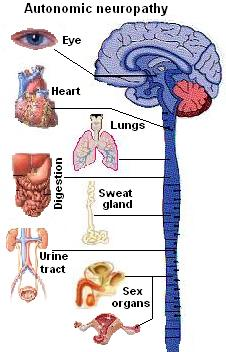 Autonomic neuropathy
Eye
Heart
Lungs
Digestion
Sweat
gland
Urine
tract
Sex
organs